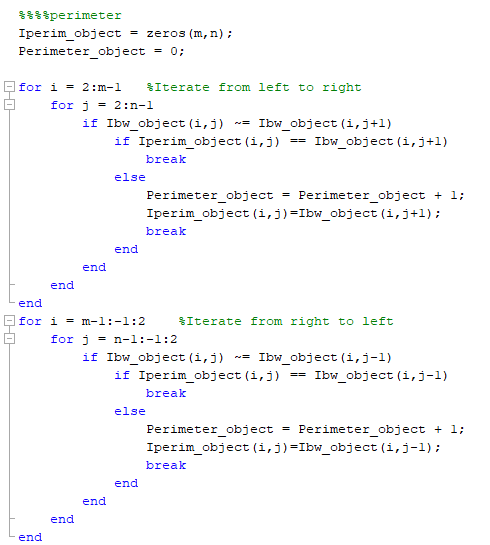 %%%%perimeter
Iperim_object = zeros(m,n);
Perimeter_object = 0;
for i = 2:m-1   %Iterate from left to right
    for j = 2:n-1
        if Ibw_object(i,j) ~= Ibw_object(i,j+1)
            if Iperim_object(i,j) == Ibw_object(i,j+1)
                break
            else
                Perimeter_object = Perimeter_object + 1;
                Iperim_object(i,j)=Ibw_object(i,j+1);
                break
            end
        end
    end
end
for i = m-1:-1:2    %Iterate from right to left
    for j = n-1:-1:2
        if Ibw_object(i,j) ~= Ibw_object(i,j-1)
            if Iperim_object(i,j) == Ibw_object(i,j-1)
                break
            else
                Perimeter_object = Perimeter_object + 1;
                Iperim_object(i,j)=Ibw_object(i,j-1);
                break
            end
        end
    end
end